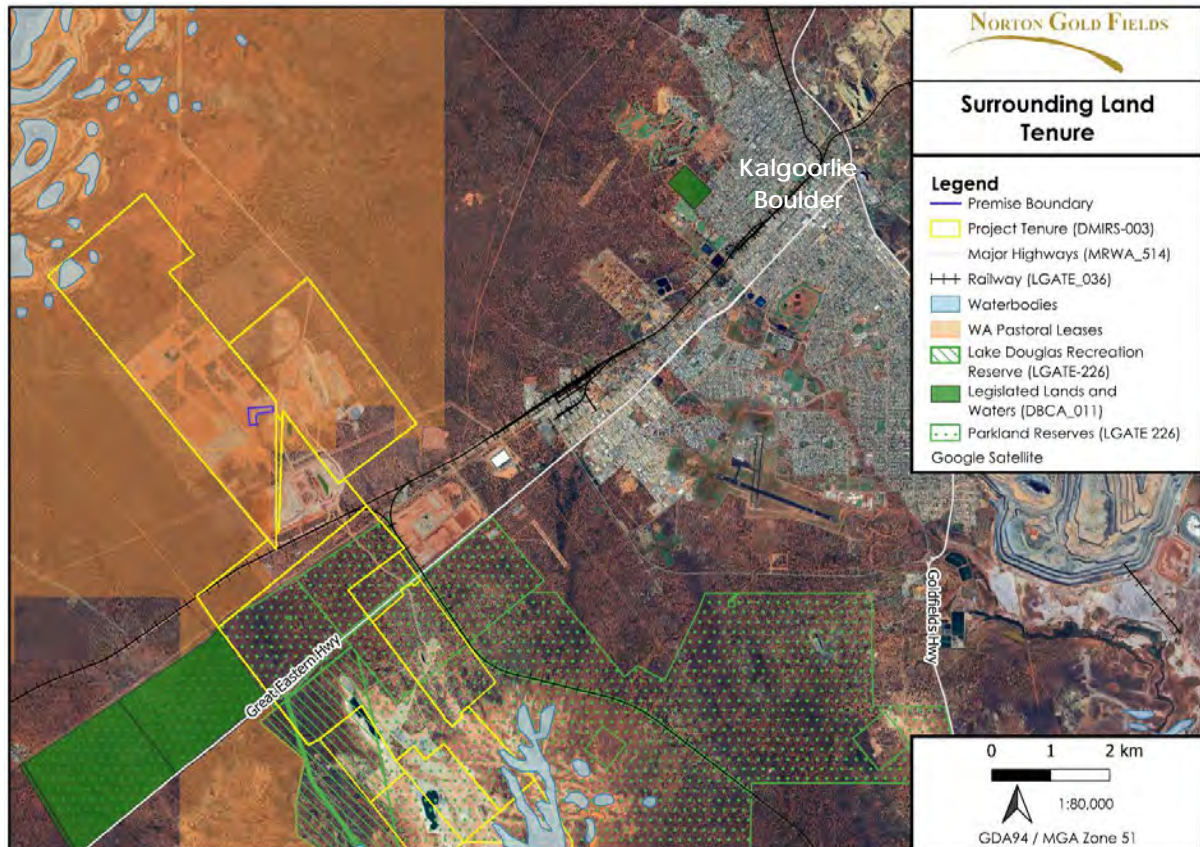 NORTON GOLD FIELDS
Surrounding Land
Tenure
Legend
Premise Boundary
Project Tenure (DMIRS-003)
Major Highways (MRWA_514)
Railway (LGATE_036)
Waterbodies
WA Pastoral Leases
Lake Douglas Recreation
Reserve (LGATE-226)
Legislated Lands and
Waters (DBCA_011)
Parkland Reserves (LGATE 226)
Google Satellite
Kalgoorlie
Boulder
Goldfields Hwy
Great Eastern Hwy
0 1 2 km
1:80,000
GDA94 / MGA Zone 51